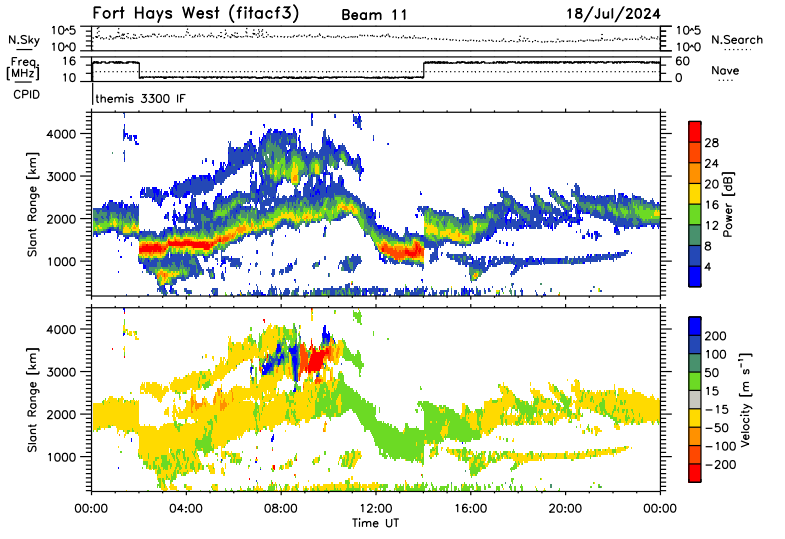 Fort Hays West (fitacf3) Beam 11 18/Jul/2024
10^5 10^5
N.Sky N.Search
10^0 10^0
Freq. 16 60
[MHz] Nave
10 0
CPID themis 3300 IF
4000
3000
2000
1000
Slant Range [km]
28
24
20
16
12
8
4
Power [dB]
4000
3000
2000
1000
Slant Range [km]
200
100
50
15
-15
-50
-100
-200
Velocity [m s^-1]
00:00 04:00 08:00 12:00 16:00 20:00 00:00
Time UT